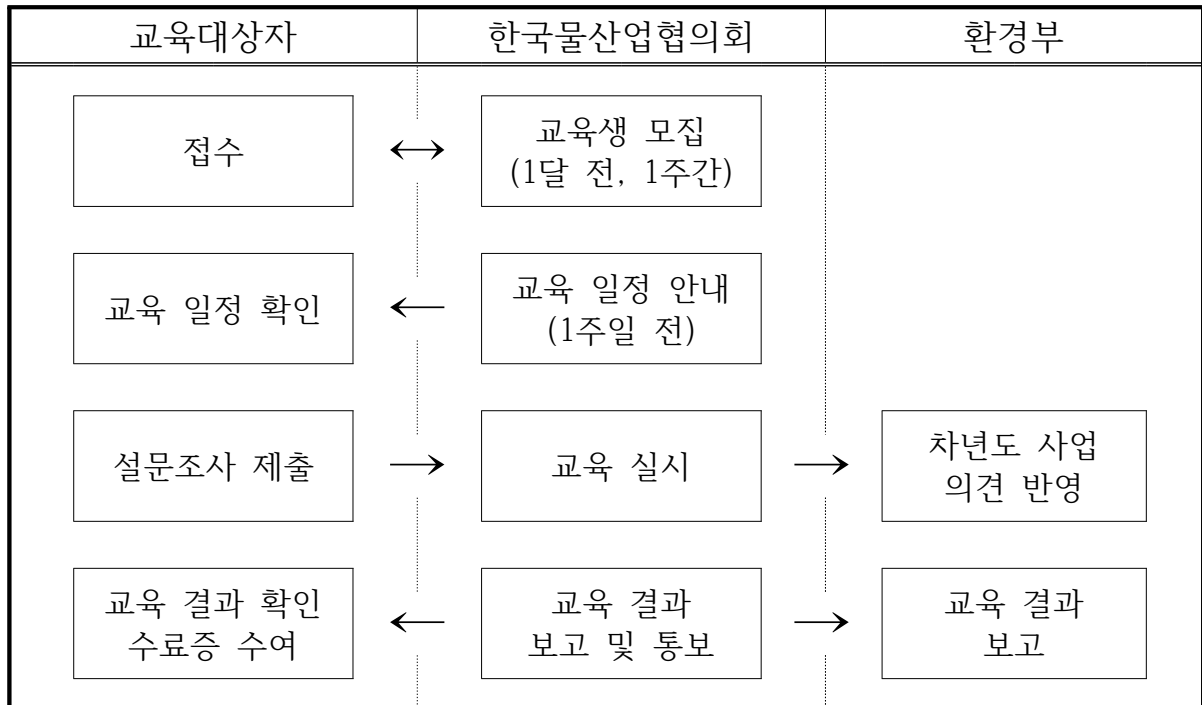 교육대상자 한국물산업협의회 환경부
접수 ↔ 교육생 모집
(1달 전, 1주간)
교육 일정 확인 ← 교육 일정 안내
(1주일 전)
설문조사 제출 → 교육 실시 → 차년도 사업
의견 반영
교육 결과 확인
수료증 수여 ← 교육 결과
보고 및 통보 → 교육 결과
보고